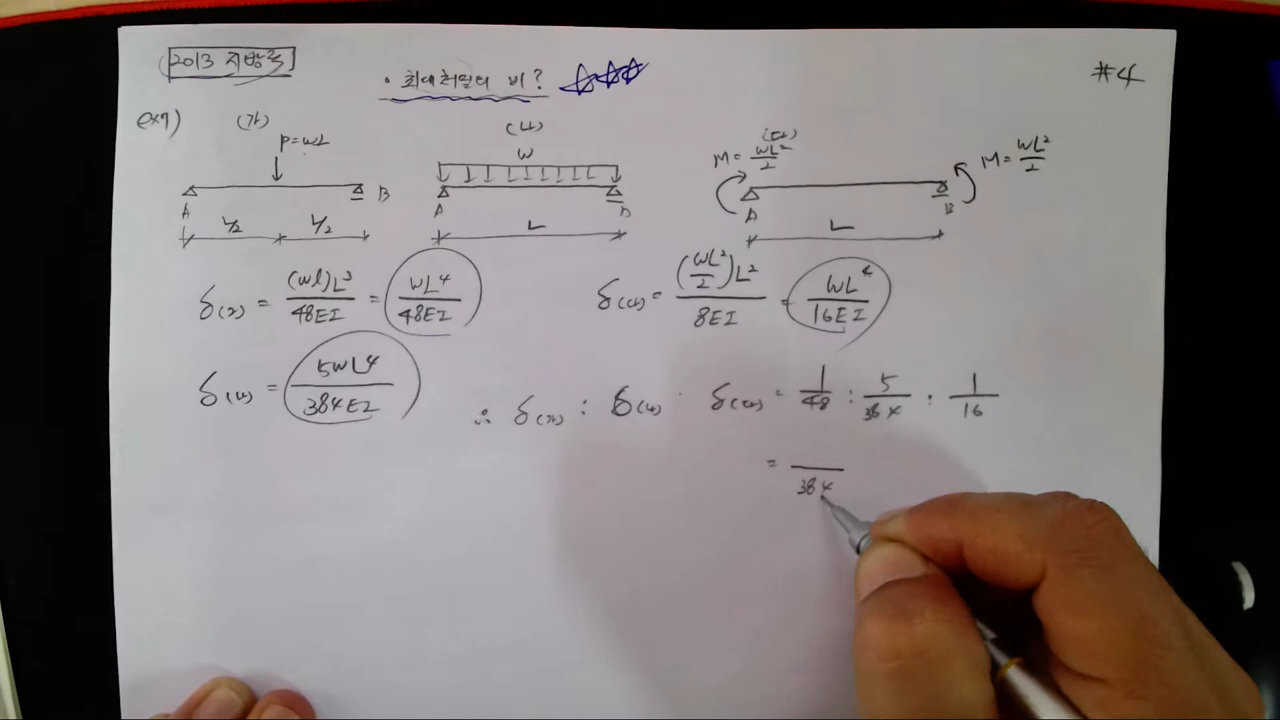 2013 지방직
• 최대처짐의 비? ☆☆☆
#4
ex7)
(가)
P=wL
A B
L/2 L/2
(나)
w
A B
L
(다)
M = wL²/2
M = wL²/2
A B
L
δ(가) = (wl)L³/48EI = wL⁴/48EI
δ(다) = (wL²/2)L²/8EI = wL⁴/16EI
δ(나) = 5wL⁴/384EI
∴ δ(가) : δ(나) : δ(다) = 1/48 : 5/384 : 1/16
= /384